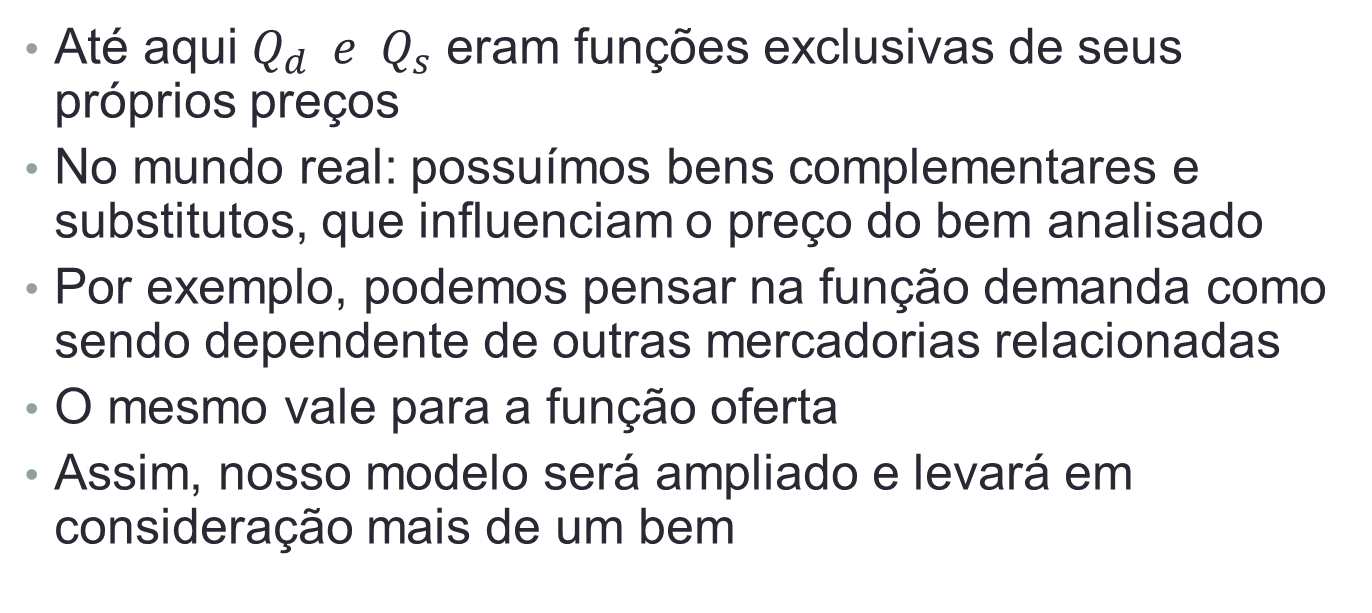 • Até aqui Q_d e Q_s eram funções exclusivas de seus
próprios preços
• No mundo real: possuímos bens complementares e
substitutos, que influenciam o preço do bem analisado
• Por exemplo, podemos pensar na função demanda como
sendo dependente de outras mercadorias relacionadas
• O mesmo vale para a função oferta
• Assim, nosso modelo será ampliado e levará em
consideração mais de um bem